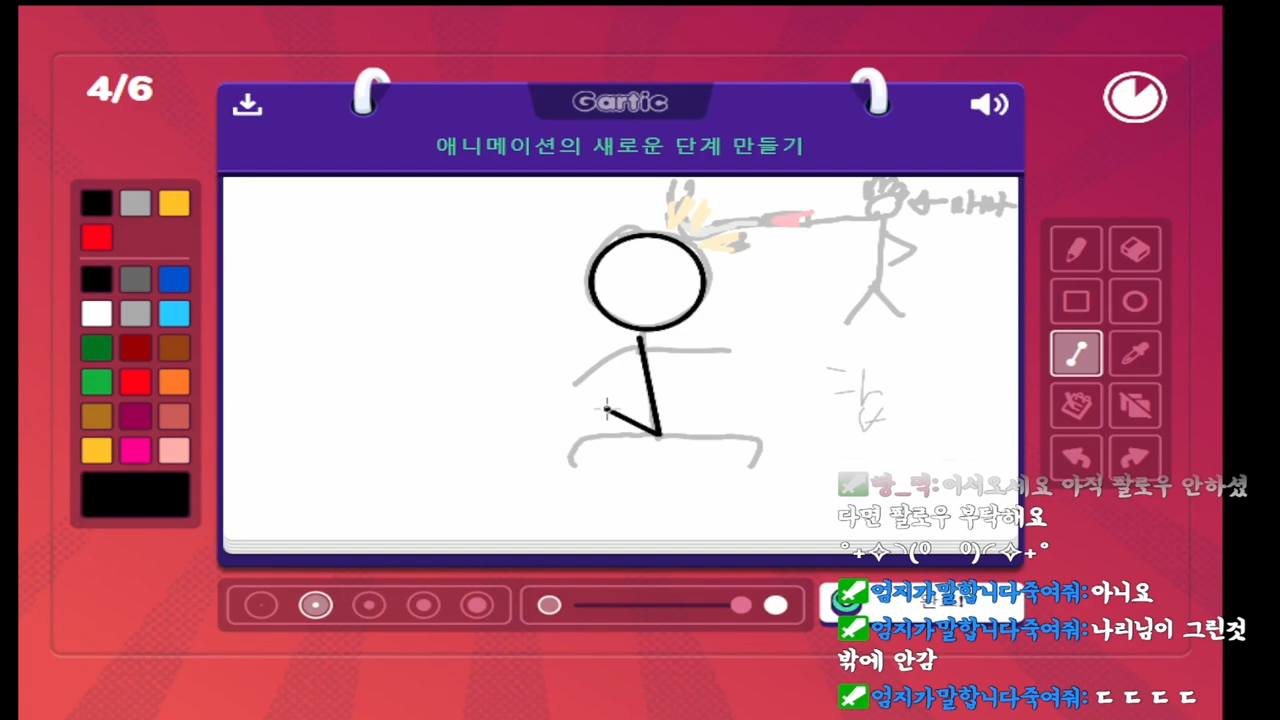 4/6
Gartic
애니메이션의 새로운 단계 만들기
어서오세요 아직 팔로우 안하셨
다면 팔로우 부탁해요
엄지가말합니다죽여줘: 아니요
엄지가말합니다죽여줘: 나리님이 그린것
밖에 안감
엄지가말합니다죽여줘: ㄷ ㄷ ㄷ ㄷ